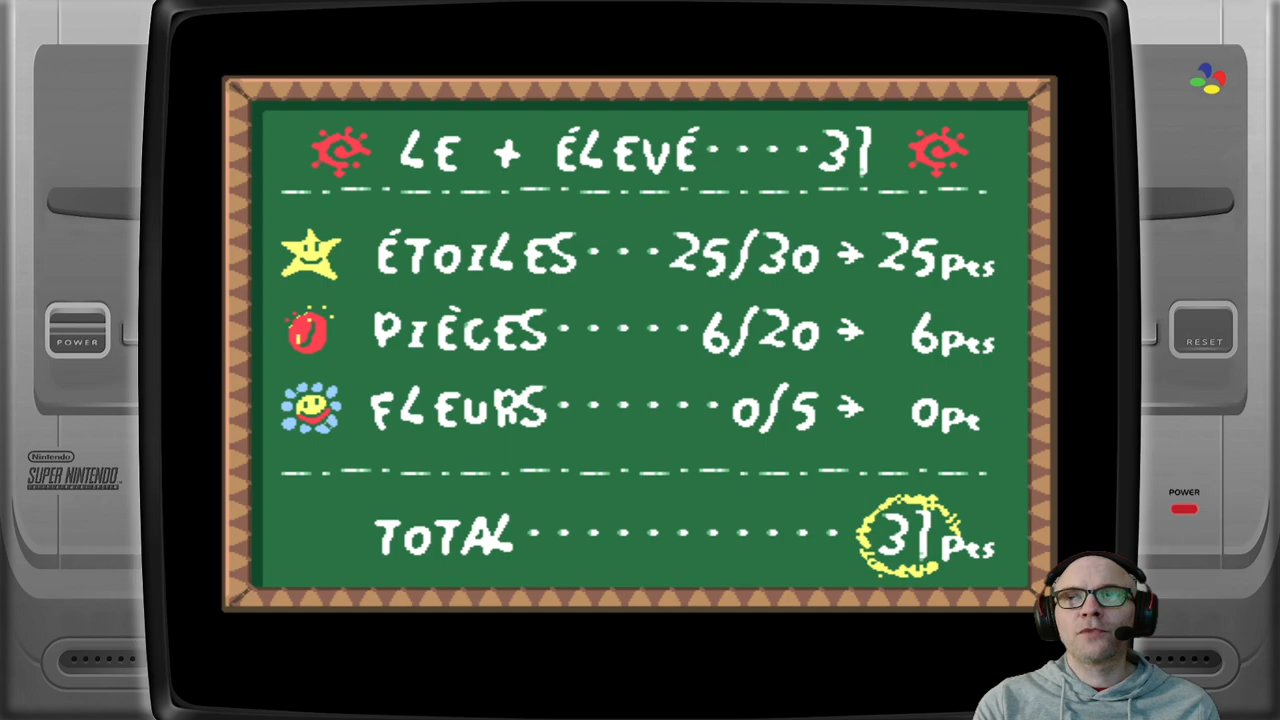 LE + ÉLEVÉ····31
ÉTOILES···25/30 → 25Pts
PIÈCES·····6/20 → 6Pts
FLEURS······0/5 → 0Pt
TOTAL···········31Pts
POWER
RESET
Nintendo
SUPER NINTENDO
POWER